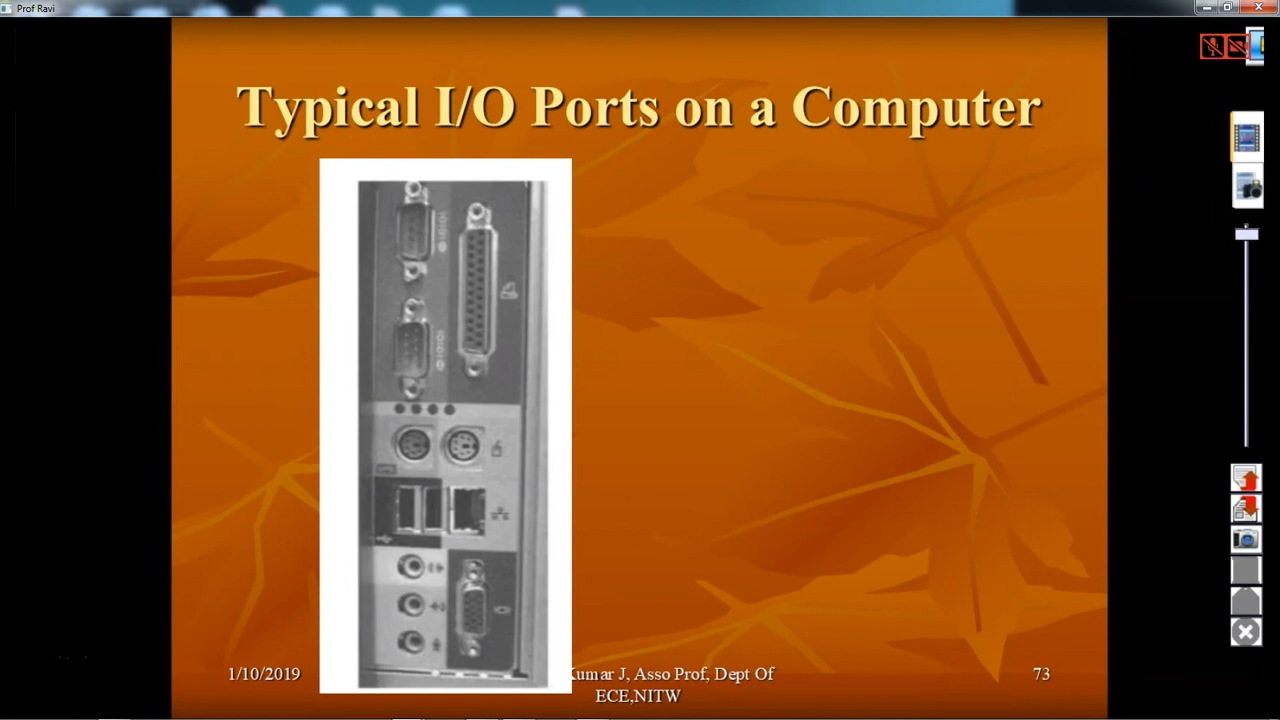 Prof Ravi
Typical I/O Ports on a Computer
1/10/2019
Kumar J, Asso Prof, Dept Of
ECE,NITW
73